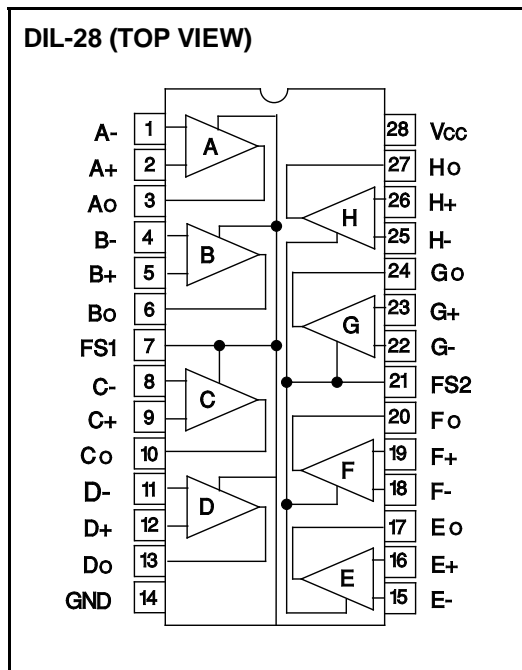 DIL-28 (TOP VIEW)
A- 1
A+ 2
Ao 3
B- 4
B+ 5
Bo 6
FS1 7
C- 8
C+ 9
Co 10
D- 11
D+ 12
Do 13
GND 14
A
B
C
D
H
G
F
E
28 Vcc
27 Ho
26 H+
25 H-
24 Go
23 G+
22 G-
21 FS2
20 Fo
19 F+
18 F-
17 Eo
16 E+
15 E-